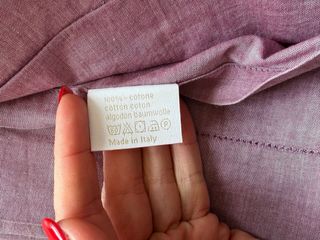 100% cotone
cotton coton
algodon baumwolle
Made in Italy